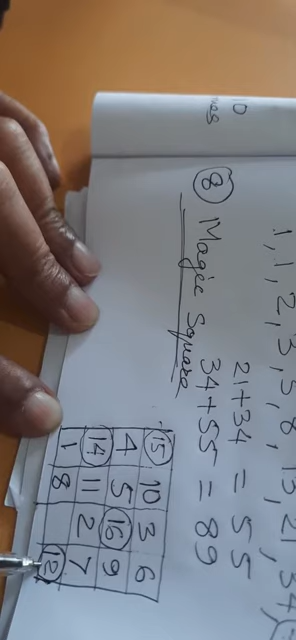 1, 1, 2, 3, 5, 8, 13, 21, 34,
21 + 34 = 55
34 + 55 = 89
8 Magic Square
15 10 3 6
4 5 16 9
14 11 2 7
1 8 12